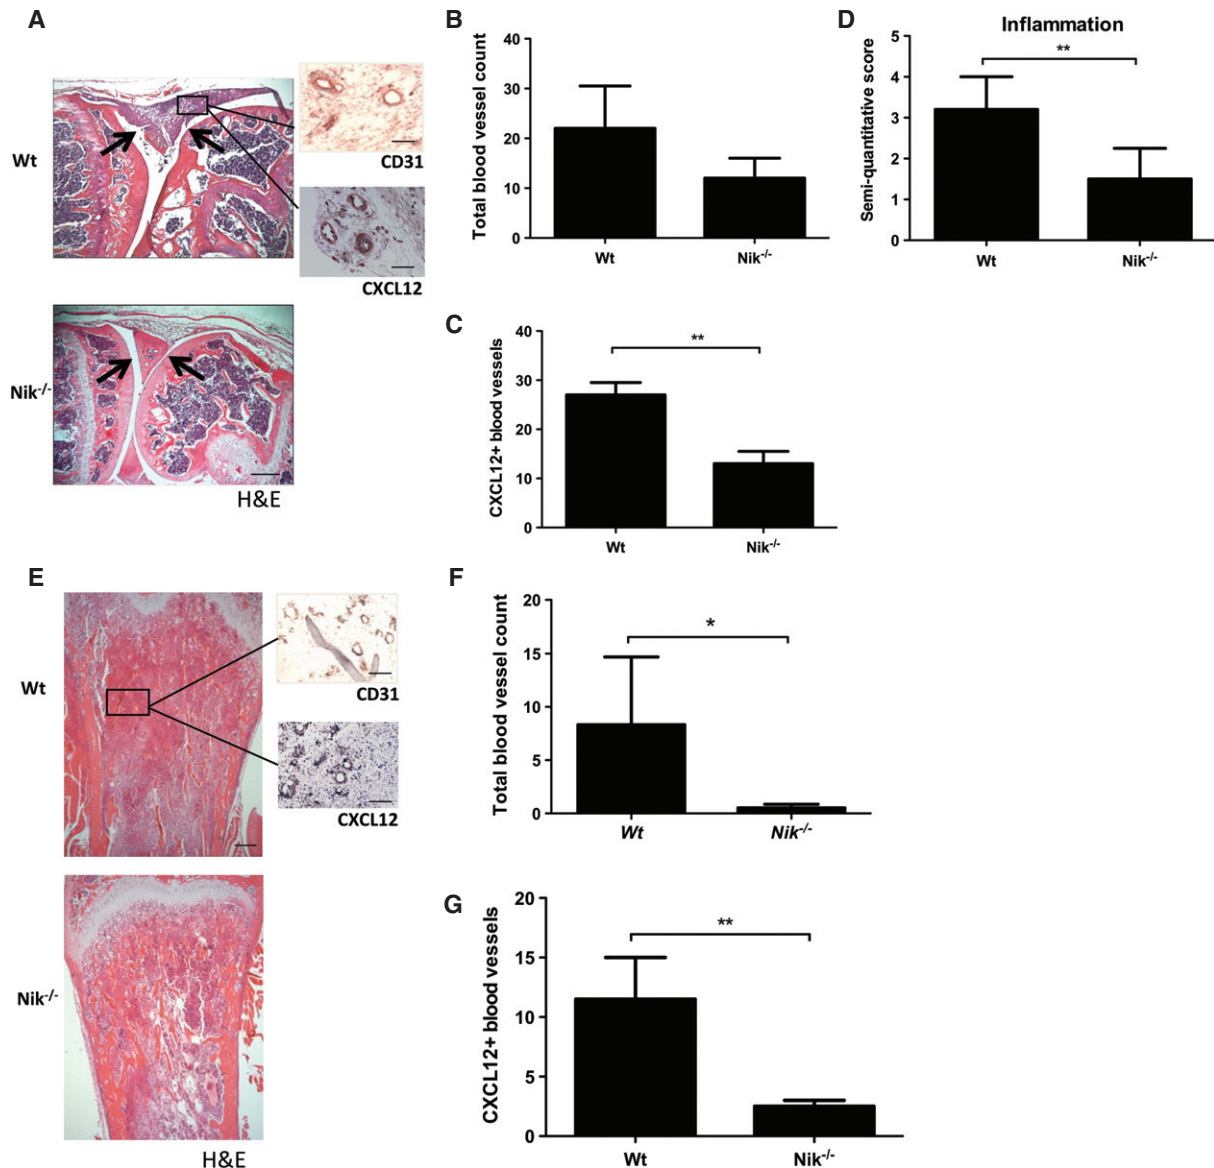 A
Wt
CD31
CXCL12
Nik-/-
H&E
B
Total blood vessel count
40
30
20
10
0
Wt
Nik-/-
C
CXCL12+ blood vessels
40
30
20
10
0
**
Wt
Nik-/-
D
Inflammation
Semi-quantitative score
5
4
3
2
1
0
**
Wt
Nik-/-
E
Wt
CD31
CXCL12
Nik-/-
H&E
F
Total blood vessel count
20
15
10
5
0
*
Wt
Nik-/-
G
CXCL12+ blood vessels
20
15
10
5
0
**
Wt
Nik-/-